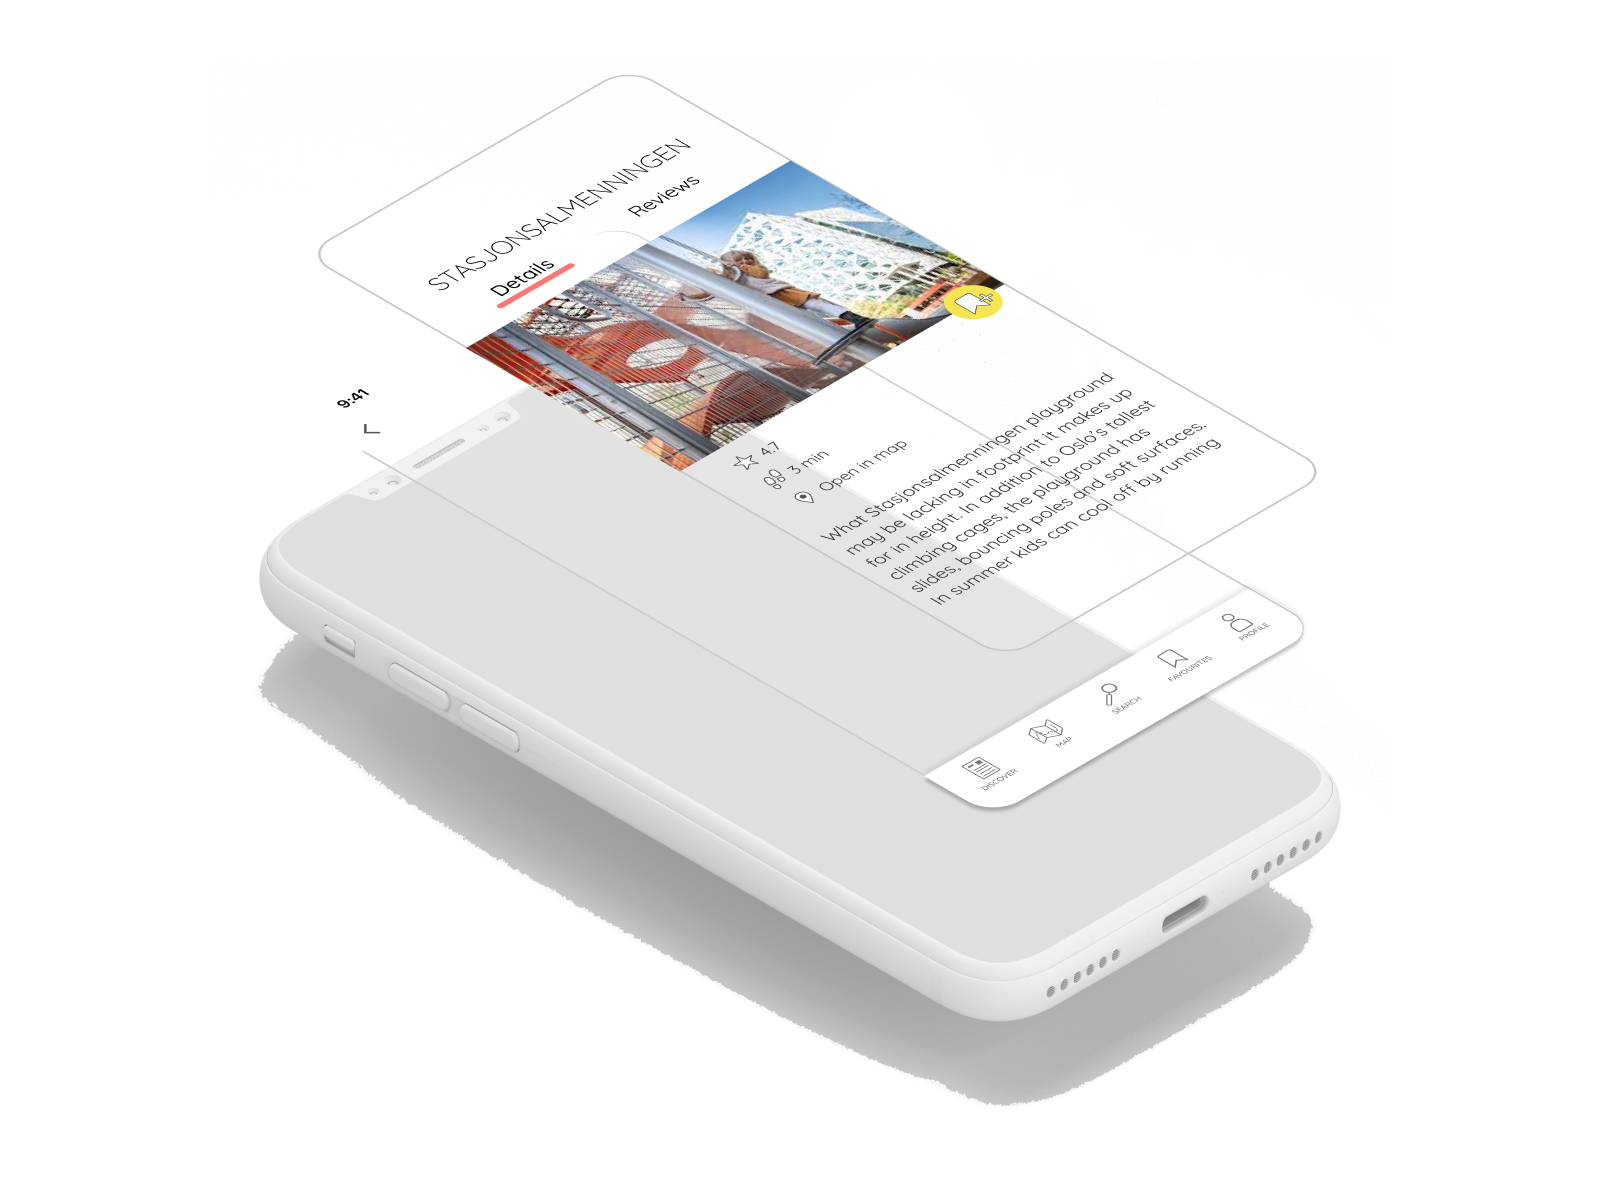 9:41
STASJONSALMENNINGEN
Details
Reviews
4.7
3 min
Open in map
What Stasjonsalmenningen playground
may be lacking in footprint it makes up
for in height. In addition to Oslo's tallest
climbing cages, the playground has
slides, bouncing poles and soft surfaces.
In summer kids can cool off by running
DISCOVER
MAP
SEARCH
FAVOURITES
PROFILE